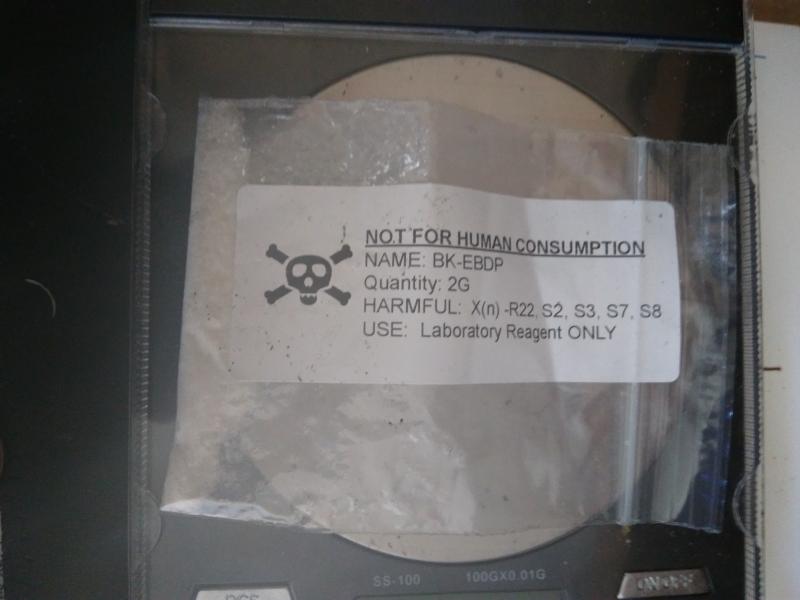 NOT FOR HUMAN CONSUMPTION
NAME: BK-EBDP
Quantity: 2G
HARMFUL: X(n) -R22, S2, S3, S7, S8
USE: Laboratory Reagent ONLY
SS-100 100GX0.01G
ON/OFF